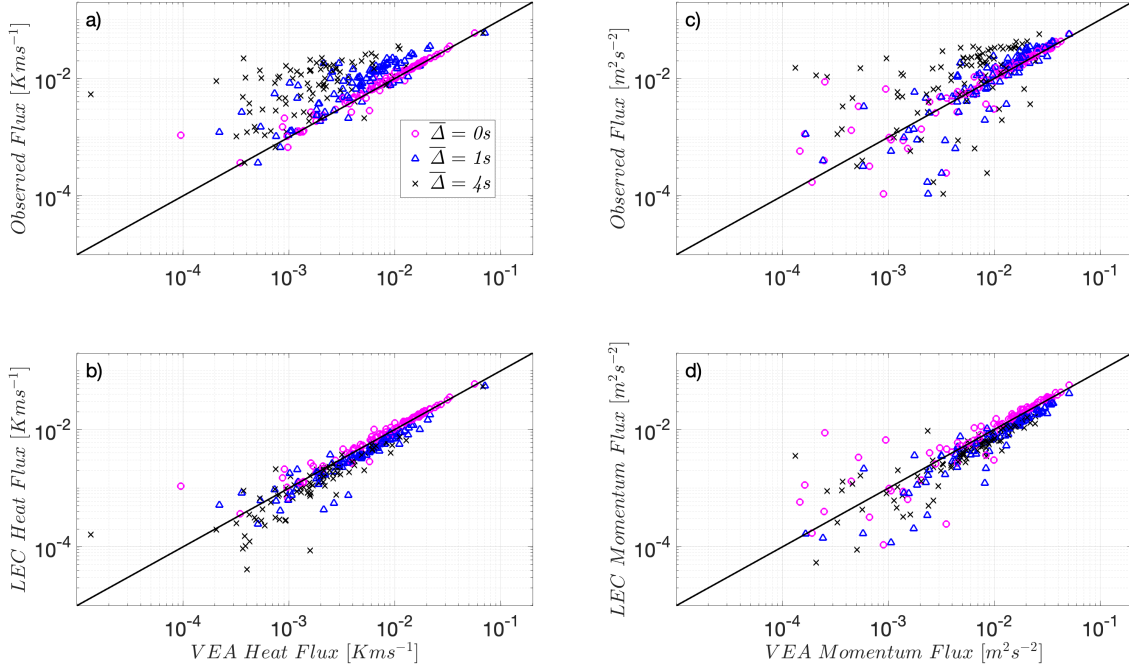 a)
Observed Flux [Kms⁻¹]
10⁻²
10⁻⁴
10⁻⁴ 10⁻³ 10⁻² 10⁻¹
Δ̅ = 0s
Δ̅ = 1s
Δ̅ = 4s
c)
Observed Flux [m²s⁻²]
10⁻²
10⁻⁴
10⁻⁴ 10⁻³ 10⁻² 10⁻¹
b)
LEC Heat Flux [Kms⁻¹]
10⁻²
10⁻⁴
10⁻⁴ 10⁻³ 10⁻² 10⁻¹
VEA Heat Flux [Kms⁻¹]
d)
LEC Momentum Flux [m²s⁻²]
10⁻²
10⁻⁴
10⁻⁴ 10⁻³ 10⁻² 10⁻¹
VEA Momentum Flux [m²s⁻²]